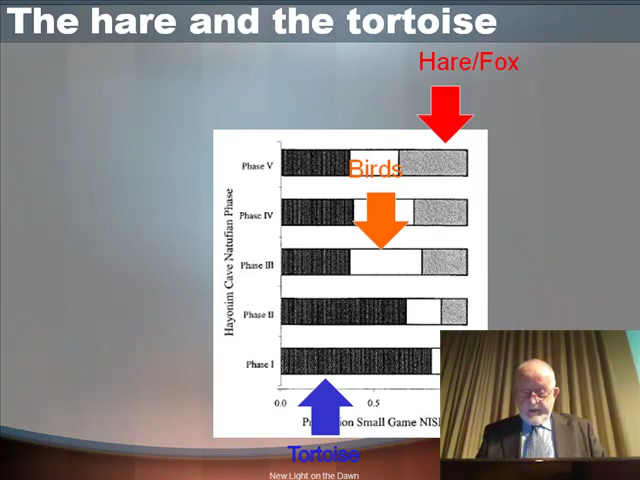 The hare and the tortoise
Hare/Fox
Phase V
Birds
Phase IV
Phase III
Phase II
Phase I
Hayonim Cave Natufian Phase
0.0
0.5
Small Game NISP
Tortoise
New Light on the Dawn